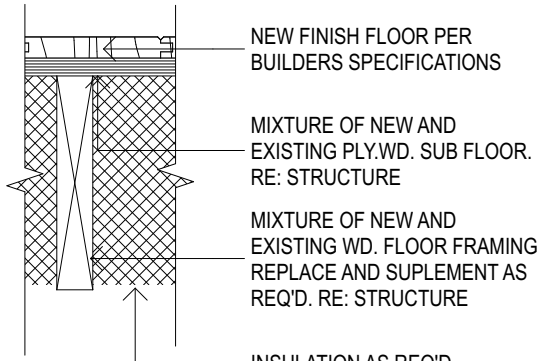 NEW FINISH FLOOR PER
BUILDERS SPECIFICATIONS
MIXTURE OF NEW AND
EXISTING PLY.WD. SUB FLOOR.
RE: STRUCTURE
MIXTURE OF NEW AND
EXISTING WD. FLOOR FRAMING
REPLACE AND SUPLEMENT AS
REQ'D. RE: STRUCTURE
INSULATION AS REQ'D